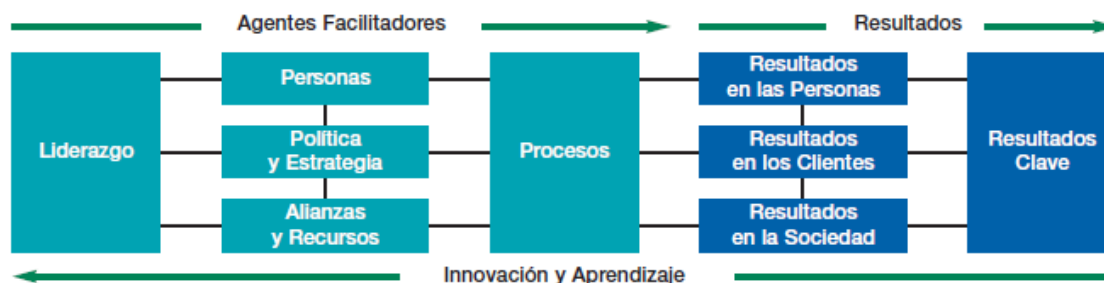 Agentes Facilitadores
Resultados
Liderazgo
Personas
Política
y Estrategia
Alianzas
y Recursos
Procesos
Resultados
en las Personas
Resultados
en los Clientes
Resultados
en la Sociedad
Resultados
Clave
Innovación y Aprendizaje